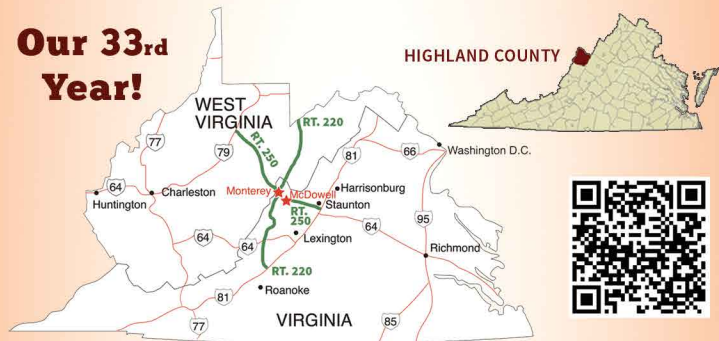 Our 33rd
Year!
HIGHLAND COUNTY
WEST
VIRGINIA
RT. 220
RT. 250
77
79
81
66
Washington D.C.
64
Huntington
Charleston
Monterey
McDowell
Harrisonburg
Staunton
RT.
250
95
64
64
64
Lexington
Richmond
RT. 220
81
Roanoke
77
VIRGINIA
85